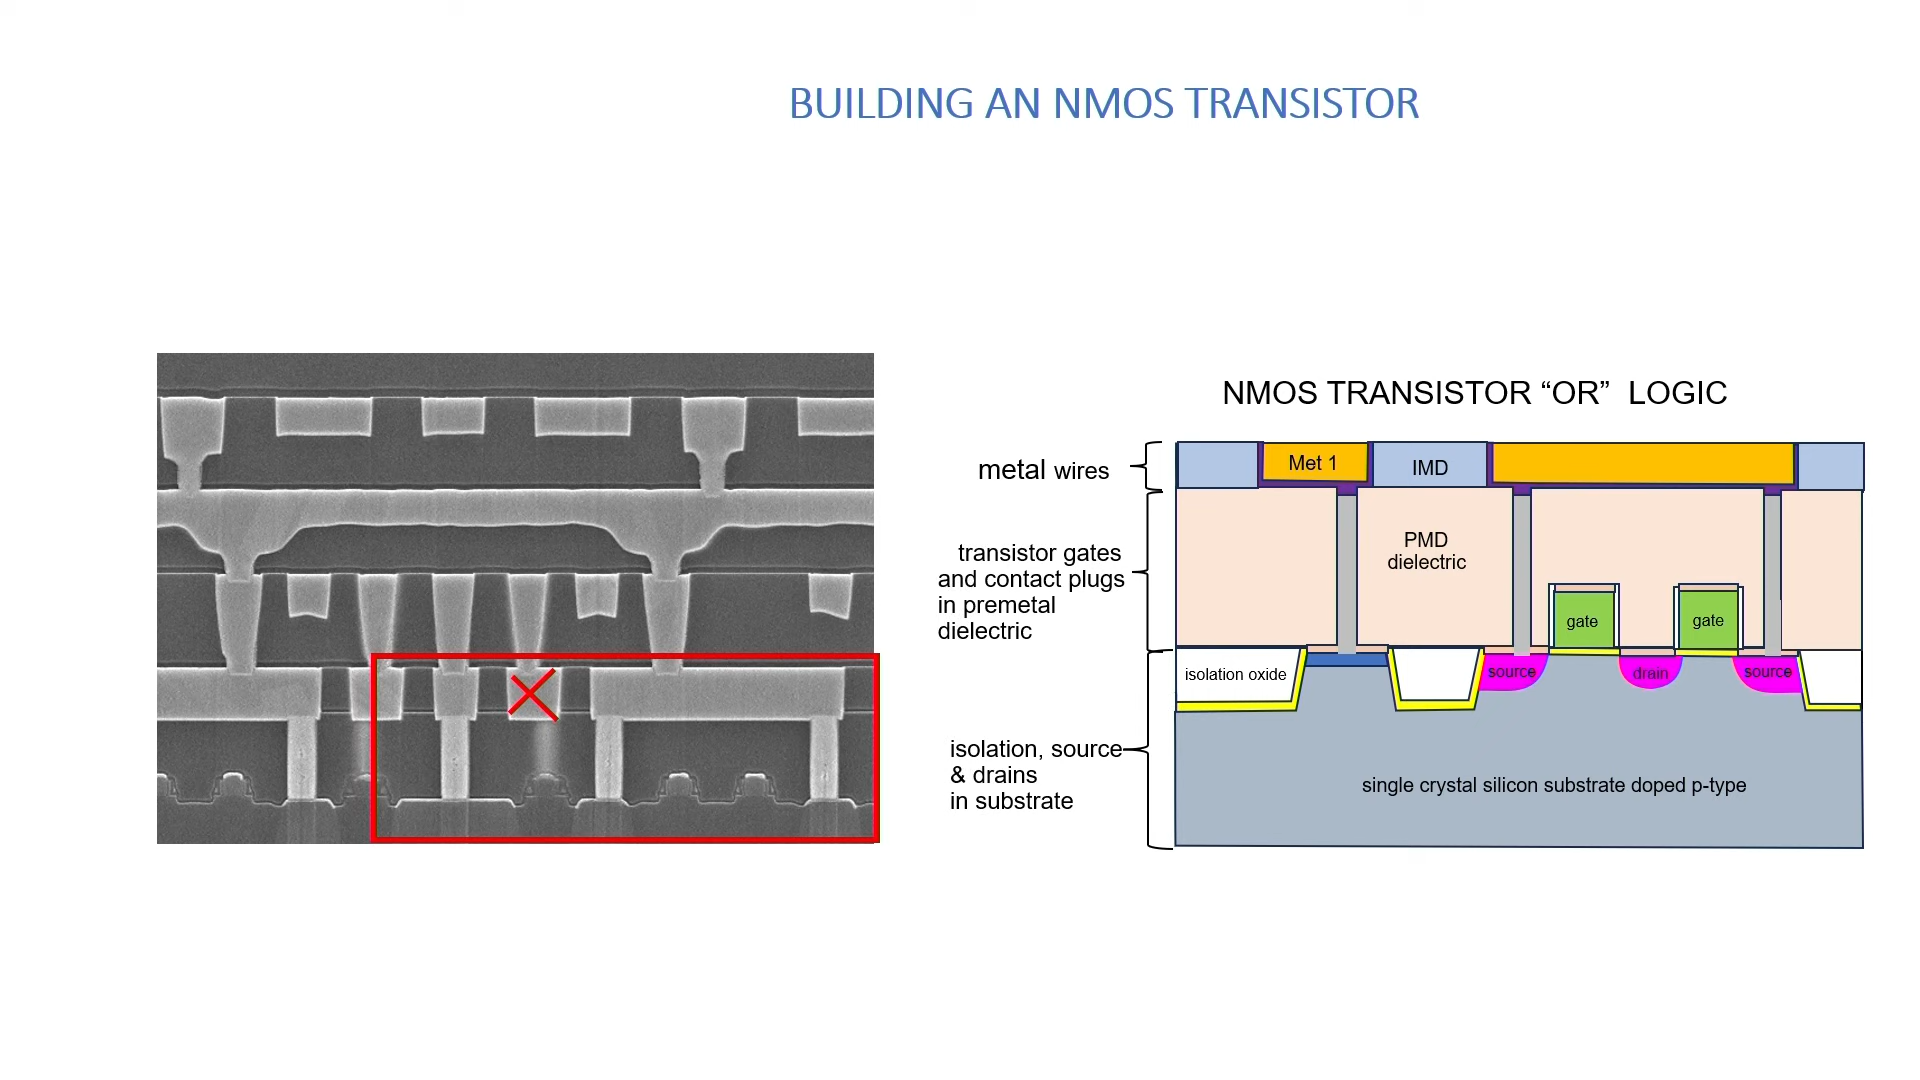 BUILDING AN NMOS TRANSISTOR
NMOS TRANSISTOR “OR” LOGIC
metal wires
Met 1
IMD
transistor gates
and contact plugs
in premetal
dielectric
PMD
dielectric
gate
gate
isolation oxide
source
drain
source
isolation, source
& drains
in substrate
single crystal silicon substrate doped p-type